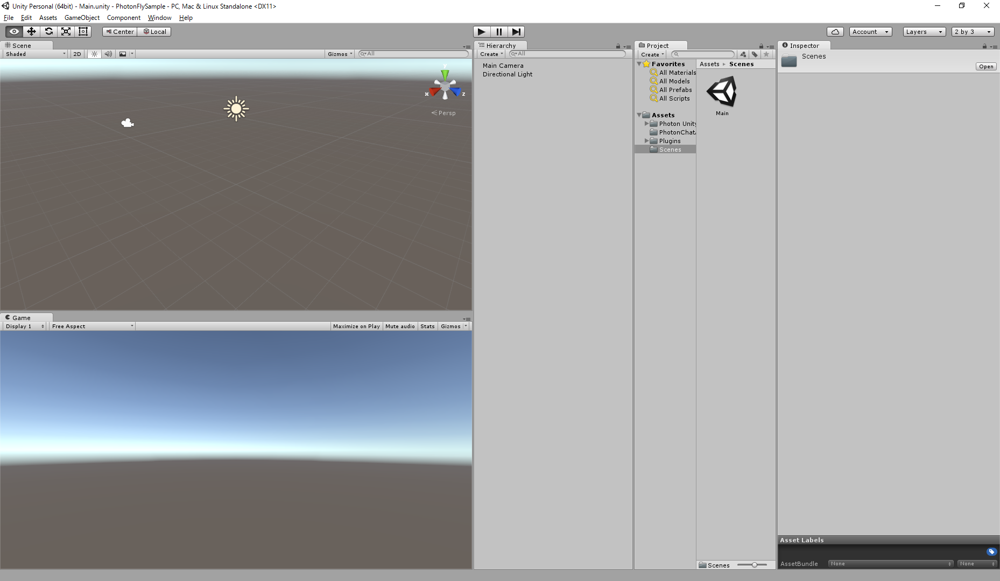 Unity Personal (64bit) - Main.unity - PhotonFlySample - PC, Mac & Linux Standalone <DX11>
File Edit Assets GameObject Component Window Help
Center Local
Account Layers 2 by 3
Scene
Shaded 2D Gizmos All
y
x z
Persp
Game
Display 1 Free Aspect Maximize on Play Mute audio Stats Gizmos
Hierarchy
Create All
Main Camera
Directional Light
Project
Create
Favorites
All Materials
All Models
All Prefabs
All Scripts
Assets
Photon Unity
PhotonChat
Plugins
Scenes
Assets Scenes
Main
Scenes
Inspector
Scenes
Open
Asset Labels
AssetBundle None None